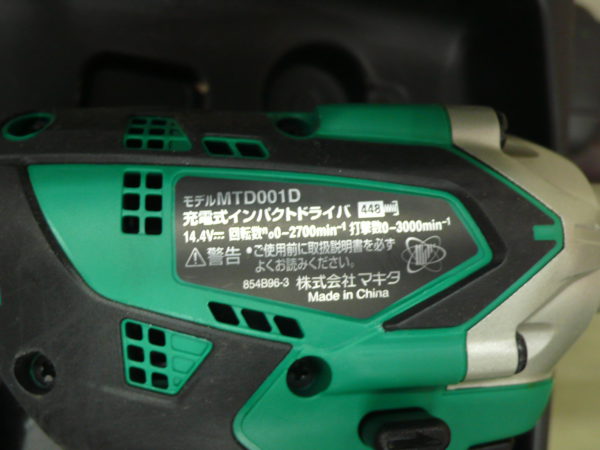 モデルMTD001D
充電式インパクトドライバ 448
14.4V⎓ 回転数n₀0-2700min⁻¹ 打撃数0-3000min⁻¹
⚠警告 ・ご使用前に取扱説明書を必ず
よくお読みください。
854B96-3 株式会社 マキタ
Made in China